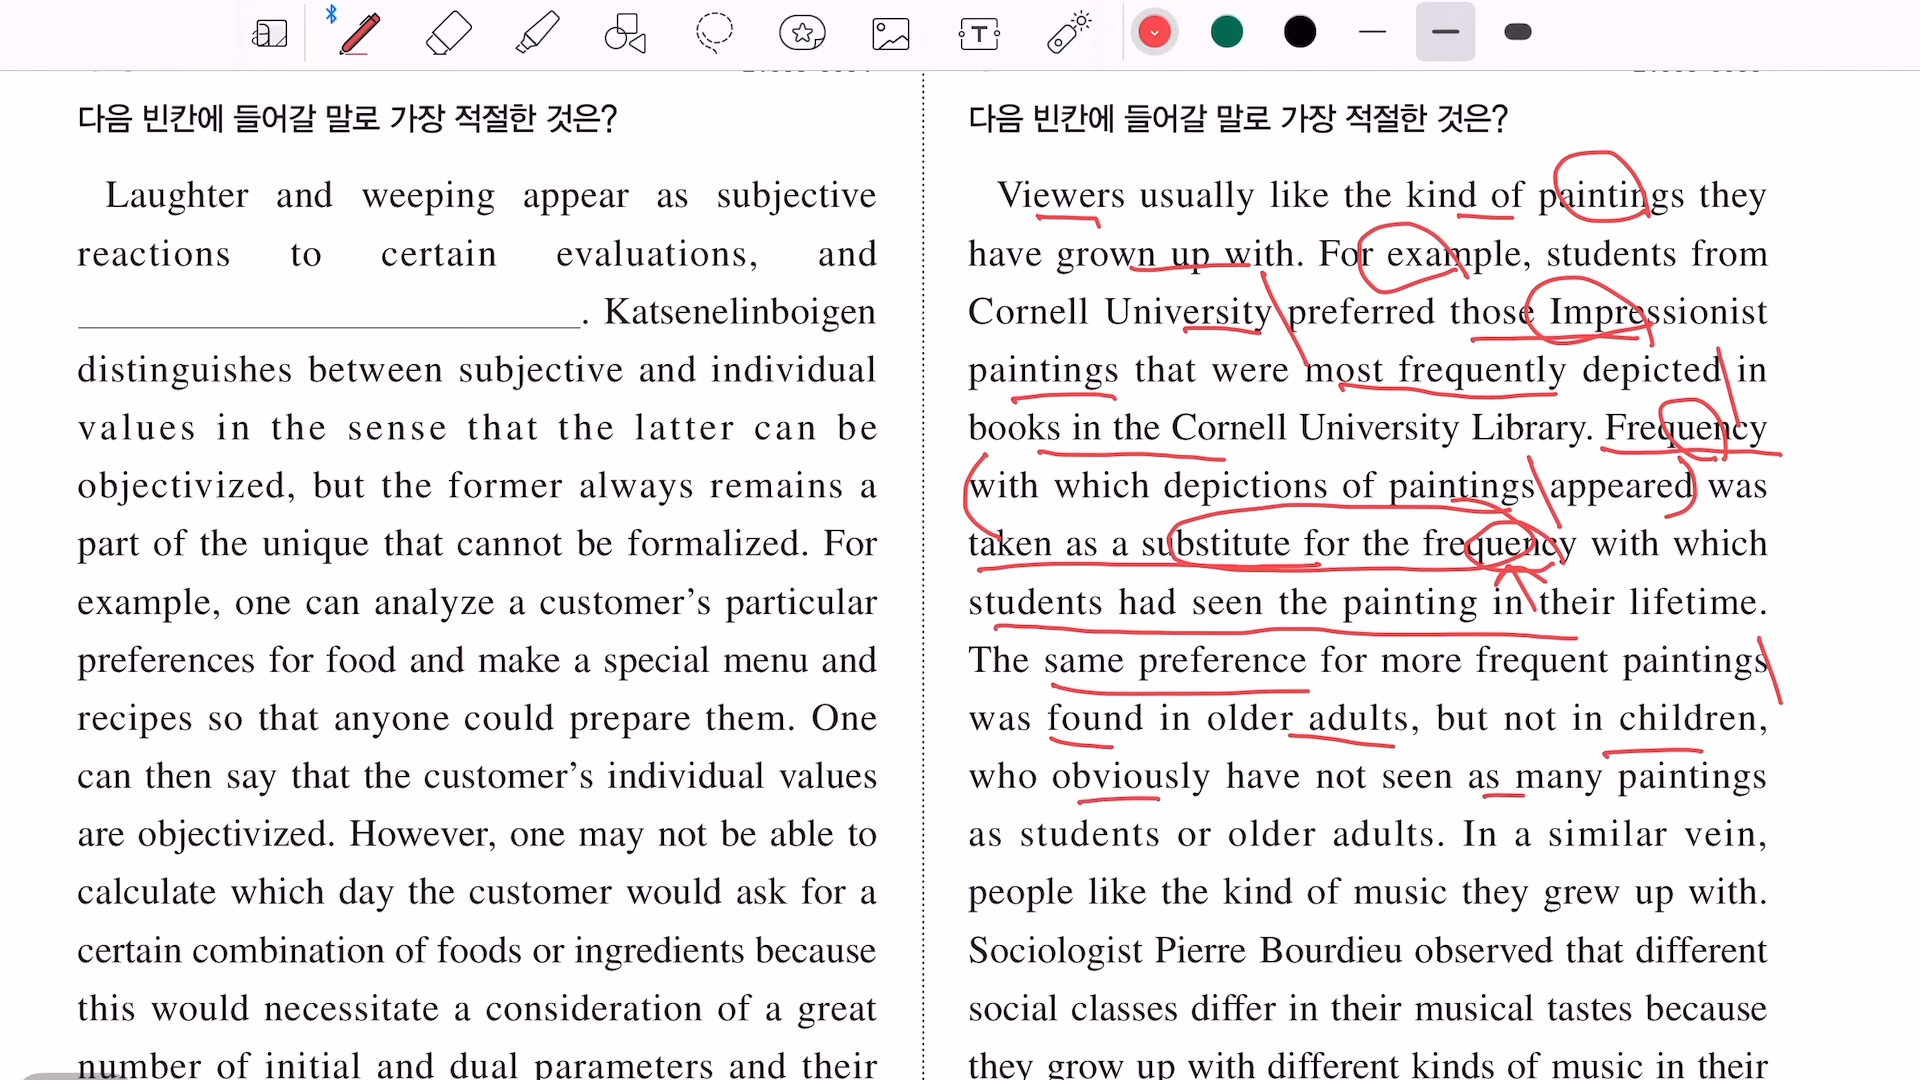 다음 빈칸에 들어갈 말로 가장 적절한 것은?
Laughter and weeping appear as subjective
reactions to certain evaluations, and
____________________. Katsenelinboigen
distinguishes between subjective and individual
values in the sense that the latter can be
objectivized, but the former always remains a
part of the unique that cannot be formalized. For
example, one can analyze a customer’s particular
preferences for food and make a special menu and
recipes so that anyone could prepare them. One
can then say that the customer’s individual values
are objectivized. However, one may not be able to
calculate which day the customer would ask for a
certain combination of foods or ingredients because
this would necessitate a consideration of a great
number of initial and dual parameters and their
다음 빈칸에 들어갈 말로 가장 적절한 것은?
Viewers usually like the kind of paintings they
have grown up with. For example, students from
Cornell University preferred those Impressionist
paintings that were most frequently depicted in
books in the Cornell University Library. Frequency
with which depictions of paintings appeared was
taken as a substitute for the frequency with which
students had seen the painting in their lifetime.
The same preference for more frequent paintings
was found in older adults, but not in children,
who obviously have not seen as many paintings
as students or older adults. In a similar vein,
people like the kind of music they grew up with.
Sociologist Pierre Bourdieu observed that different
social classes differ in their musical tastes because
they grow up with different kinds of music in their